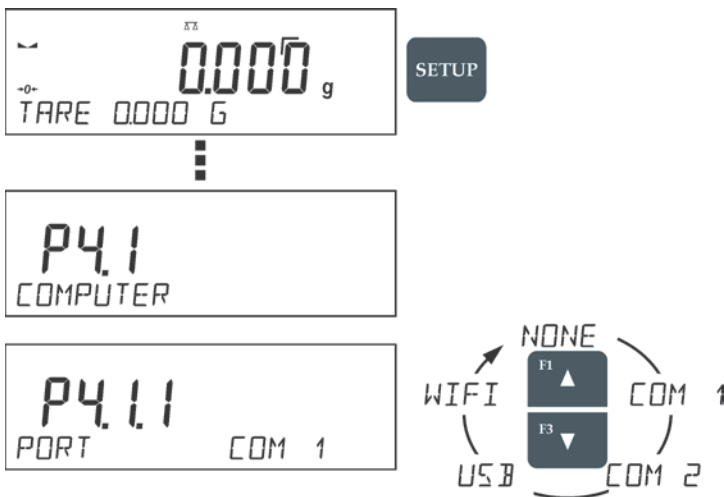 0.000 g
SETUP
→0←
TARE 0.000 G
P4.1
COMPUTER
P4.1.1
PORT COM 1
NONE
F1
WIFI
COM 1
F3
USB
COM 2